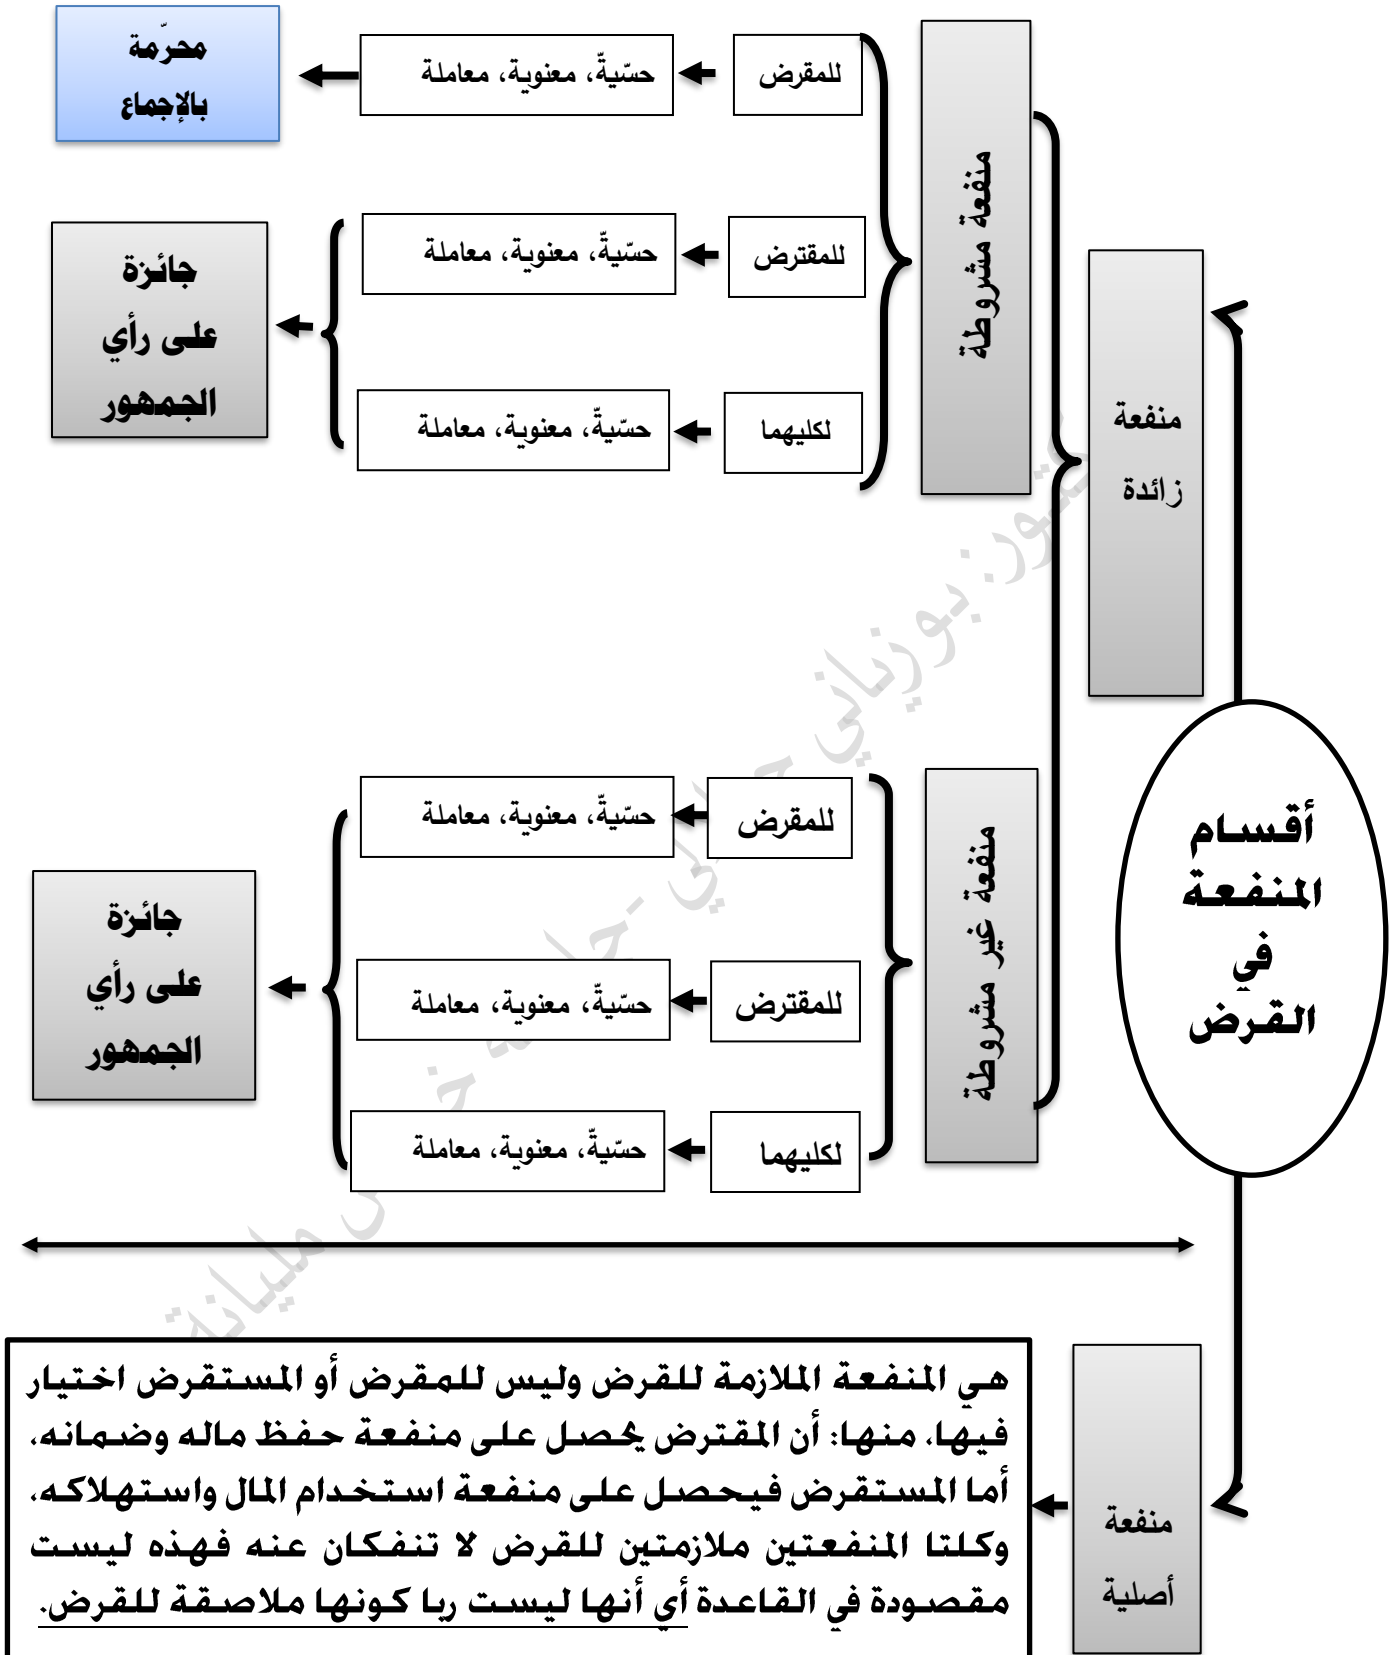 أقسام
المنفعة
في
القرض
منفعة
زائدة
منفعة مشروطة
للمقرض
حسّيةّ، معنوية، معاملة
محرّمة
بالإجماع
للمقترض
حسّيةّ، معنوية، معاملة
لكليهما
حسّيةّ، معنوية، معاملة
جائزة
على رأي
الجمهور
منفعة غير مشروطة
للمقرض
حسّيةّ، معنوية، معاملة
للمقترض
حسّيةّ، معنوية، معاملة
لكليهما
حسّيةّ، معنوية، معاملة
جائزة
على رأي
الجمهور
منفعة
أصلية
هي المنفعة الملازمة للقرض وليس للمقرض أو المستقرض اختيار
فيها، منها: أن المقترض يحصل على منفعة حفظ ماله وضمانه،
أما المستقرض فيحصل على منفعة استخدام المال واستهلاكه،
وكلتا المنفعتين ملازمتين للقرض لا تنفكان عنه فهذه ليست
مقصودة في القاعدة أي أنها ليست ربا كونها ملاصقة للقرض.
بوزياني
مليانة